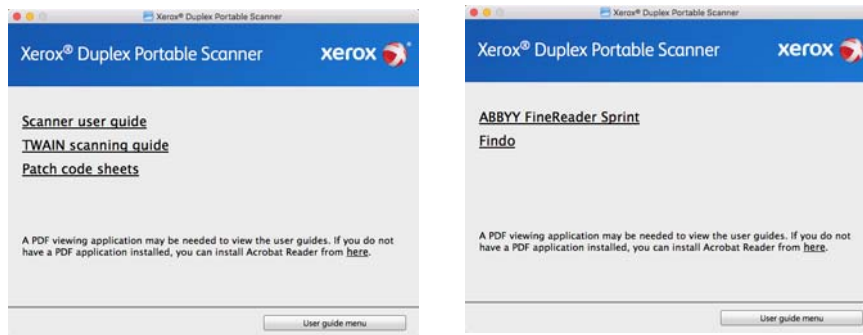 Xerox® Duplex Portable Scanner
Xerox® Duplex Portable Scanner
xerox
Scanner user guide
TWAIN scanning guide
Patch code sheets
A PDF viewing application may be needed to view the user guides. If you do not
have a PDF application installed, you can install Acrobat Reader from here.
User guide menu
Xerox® Duplex Portable Scanner
Xerox® Duplex Portable Scanner
xerox
ABBYY FineReader Sprint
Findo
A PDF viewing application may be needed to view the user guides. If you do not
have a PDF application installed, you can install Acrobat Reader from here.
User guide menu